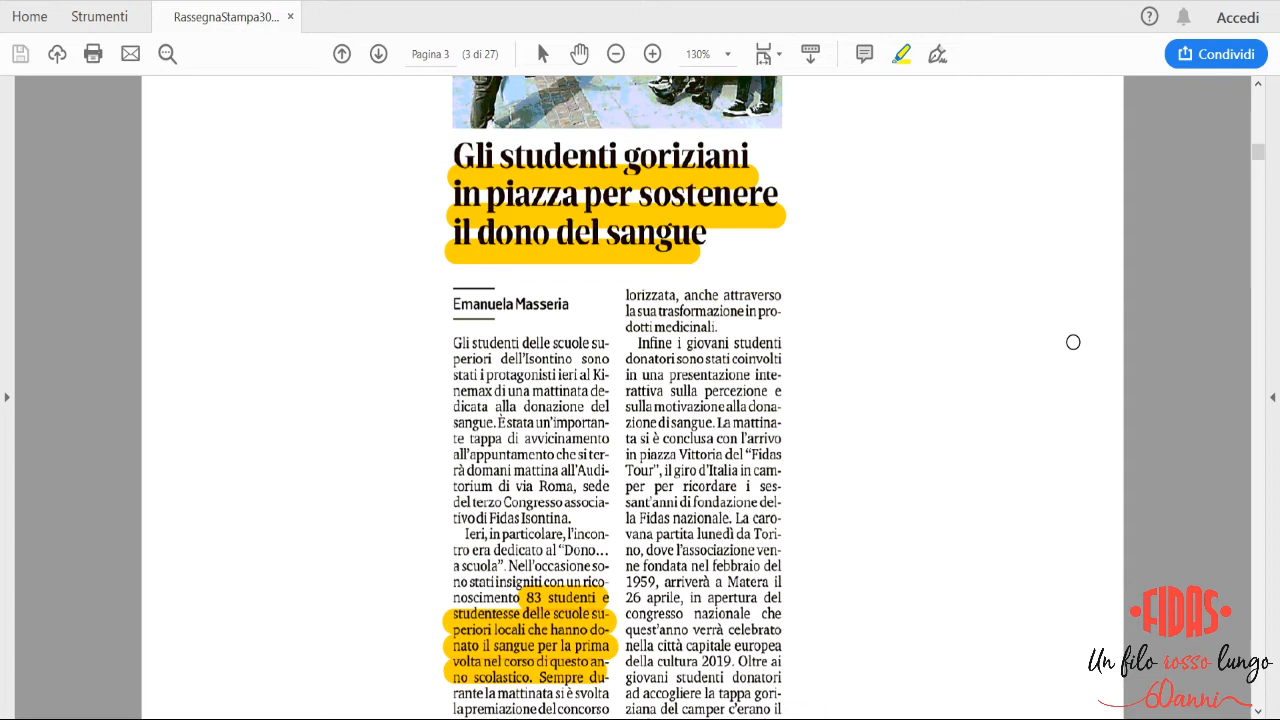 Home
Strumenti
RassegnaStampa30...
×
Accedi
Pagina 3
(3 di 27)
130%
Condividi
Gli studenti goriziani
in piazza per sostenere
il dono del sangue
Emanuela Masseria
Gli studenti delle scuole su-
periori dell'Isontino sono
stati i protagonisti ieri al Ki-
nemax di una mattinata de-
dicata alla donazione del
sangue. È stata un'importan-
te tappa di avvicinamento
all'appuntamento che si ter-
rà domani mattina all'Audi-
torium di via Roma, sede
del terzo Congresso associa-
tivo di Fidas Isontina.
Ieri, in particolare, l'incon-
tro era dedicato al "Dono...
a scuola". Nell'occasione so-
no stati insigniti con un rico-
noscimento 83 studenti e
studentesse delle scuole su-
periori locali che hanno do-
nato il sangue per la prima
volta nel corso di questo an-
no scolastico. Sempre du-
rante la mattinata si è svolta
la premiazione del concorso
lorizzata, anche attraverso
la sua trasformazione in pro-
dotti medicinali.
Infine i giovani studenti
donatori sono stati coinvolti
in una presentazione inte-
rattiva sulla percezione e
sulla motivazione alla dona-
zione di sangue. La mattina-
ta si è conclusa con l'arrivo
in piazza Vittoria del "Fidas
Tour", il giro d'Italia in cam-
per per ricordare i ses-
sant'anni di fondazione del-
la Fidas nazionale. La caro-
vana partita lunedì da Tori-
no, dove l'associazione ven-
ne fondata nel febbraio del
1959, arriverà a Matera il
26 aprile, in apertura del
congresso nazionale che
quest'anno verrà celebrato
nella città capitale europea
della cultura 2019. Oltre ai
giovani studenti donatori
ad accogliere la tappa gori-
ziana del camper c'erano il
FIDAS
Un filo rosso lungo
60anni